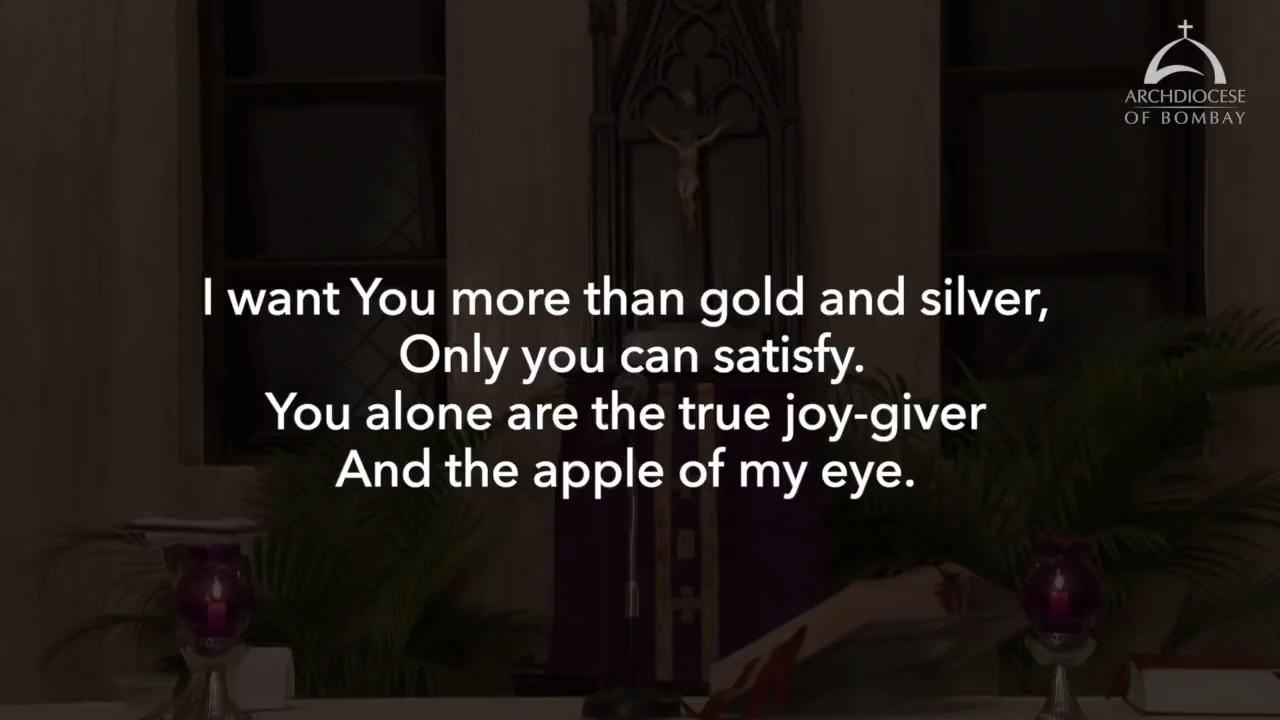 ARCHDIOCESE
OF BOMBAY
I want You more than gold and silver,
Only you can satisfy.
You alone are the true joy-giver
And the apple of my eye.